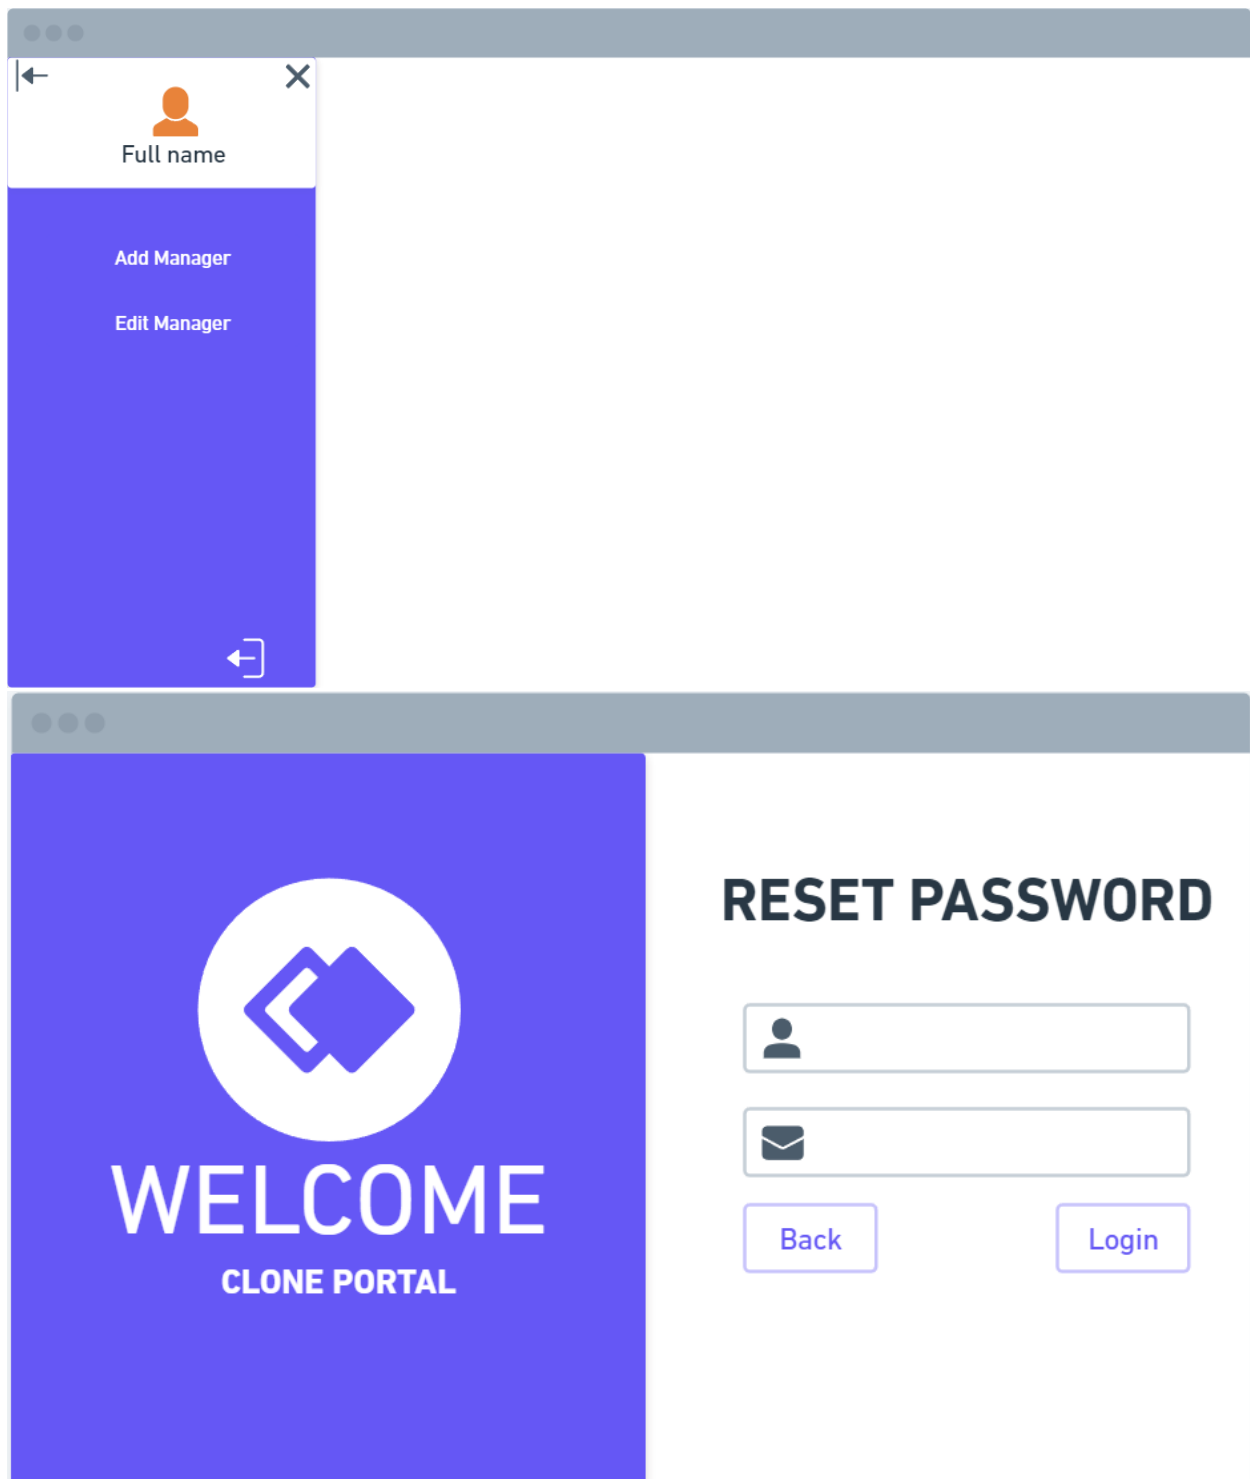 Full name
Add Manager
Edit Manager
RESET PASSWORD
WELCOME
CLONE PORTAL
Back
Login